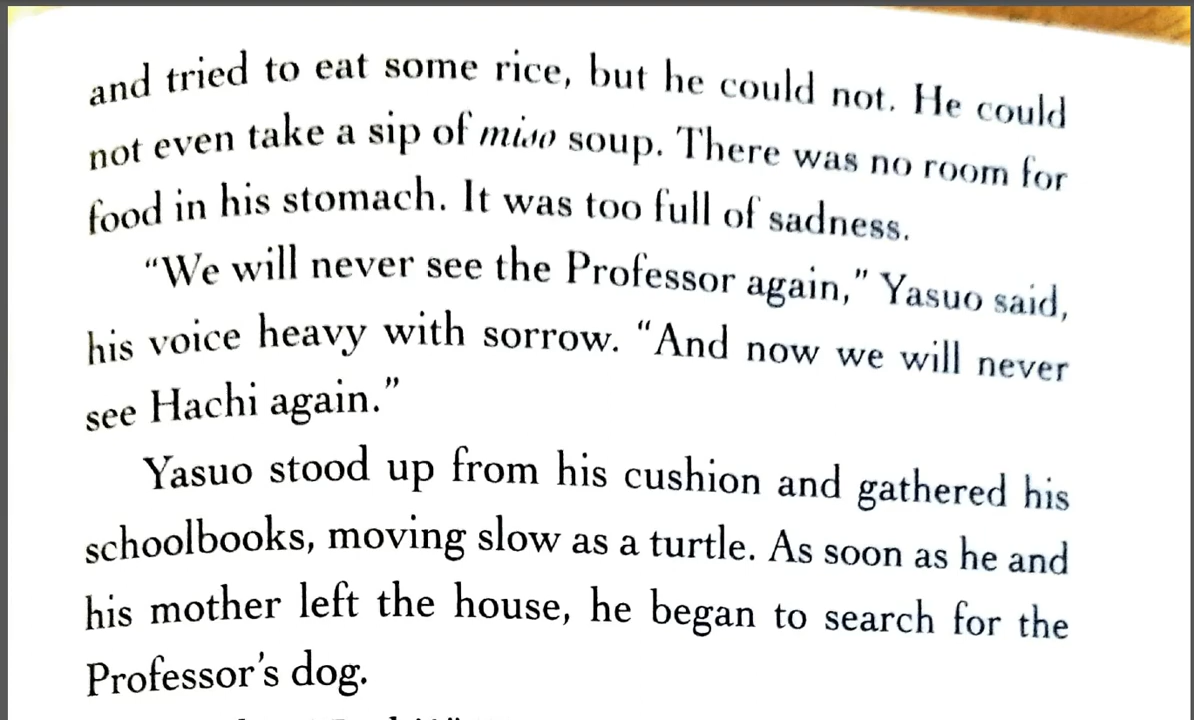 and tried to eat some rice, but he could not. He could
not even take a sip of miso soup. There was no room for
food in his stomach. It was too full of sadness.
“We will never see the Professor again,” Yasuo said,
his voice heavy with sorrow. “And now we will never
see Hachi again.”
Yasuo stood up from his cushion and gathered his
schoolbooks, moving slow as a turtle. As soon as he and
his mother left the house, he began to search for the
Professor’s dog.